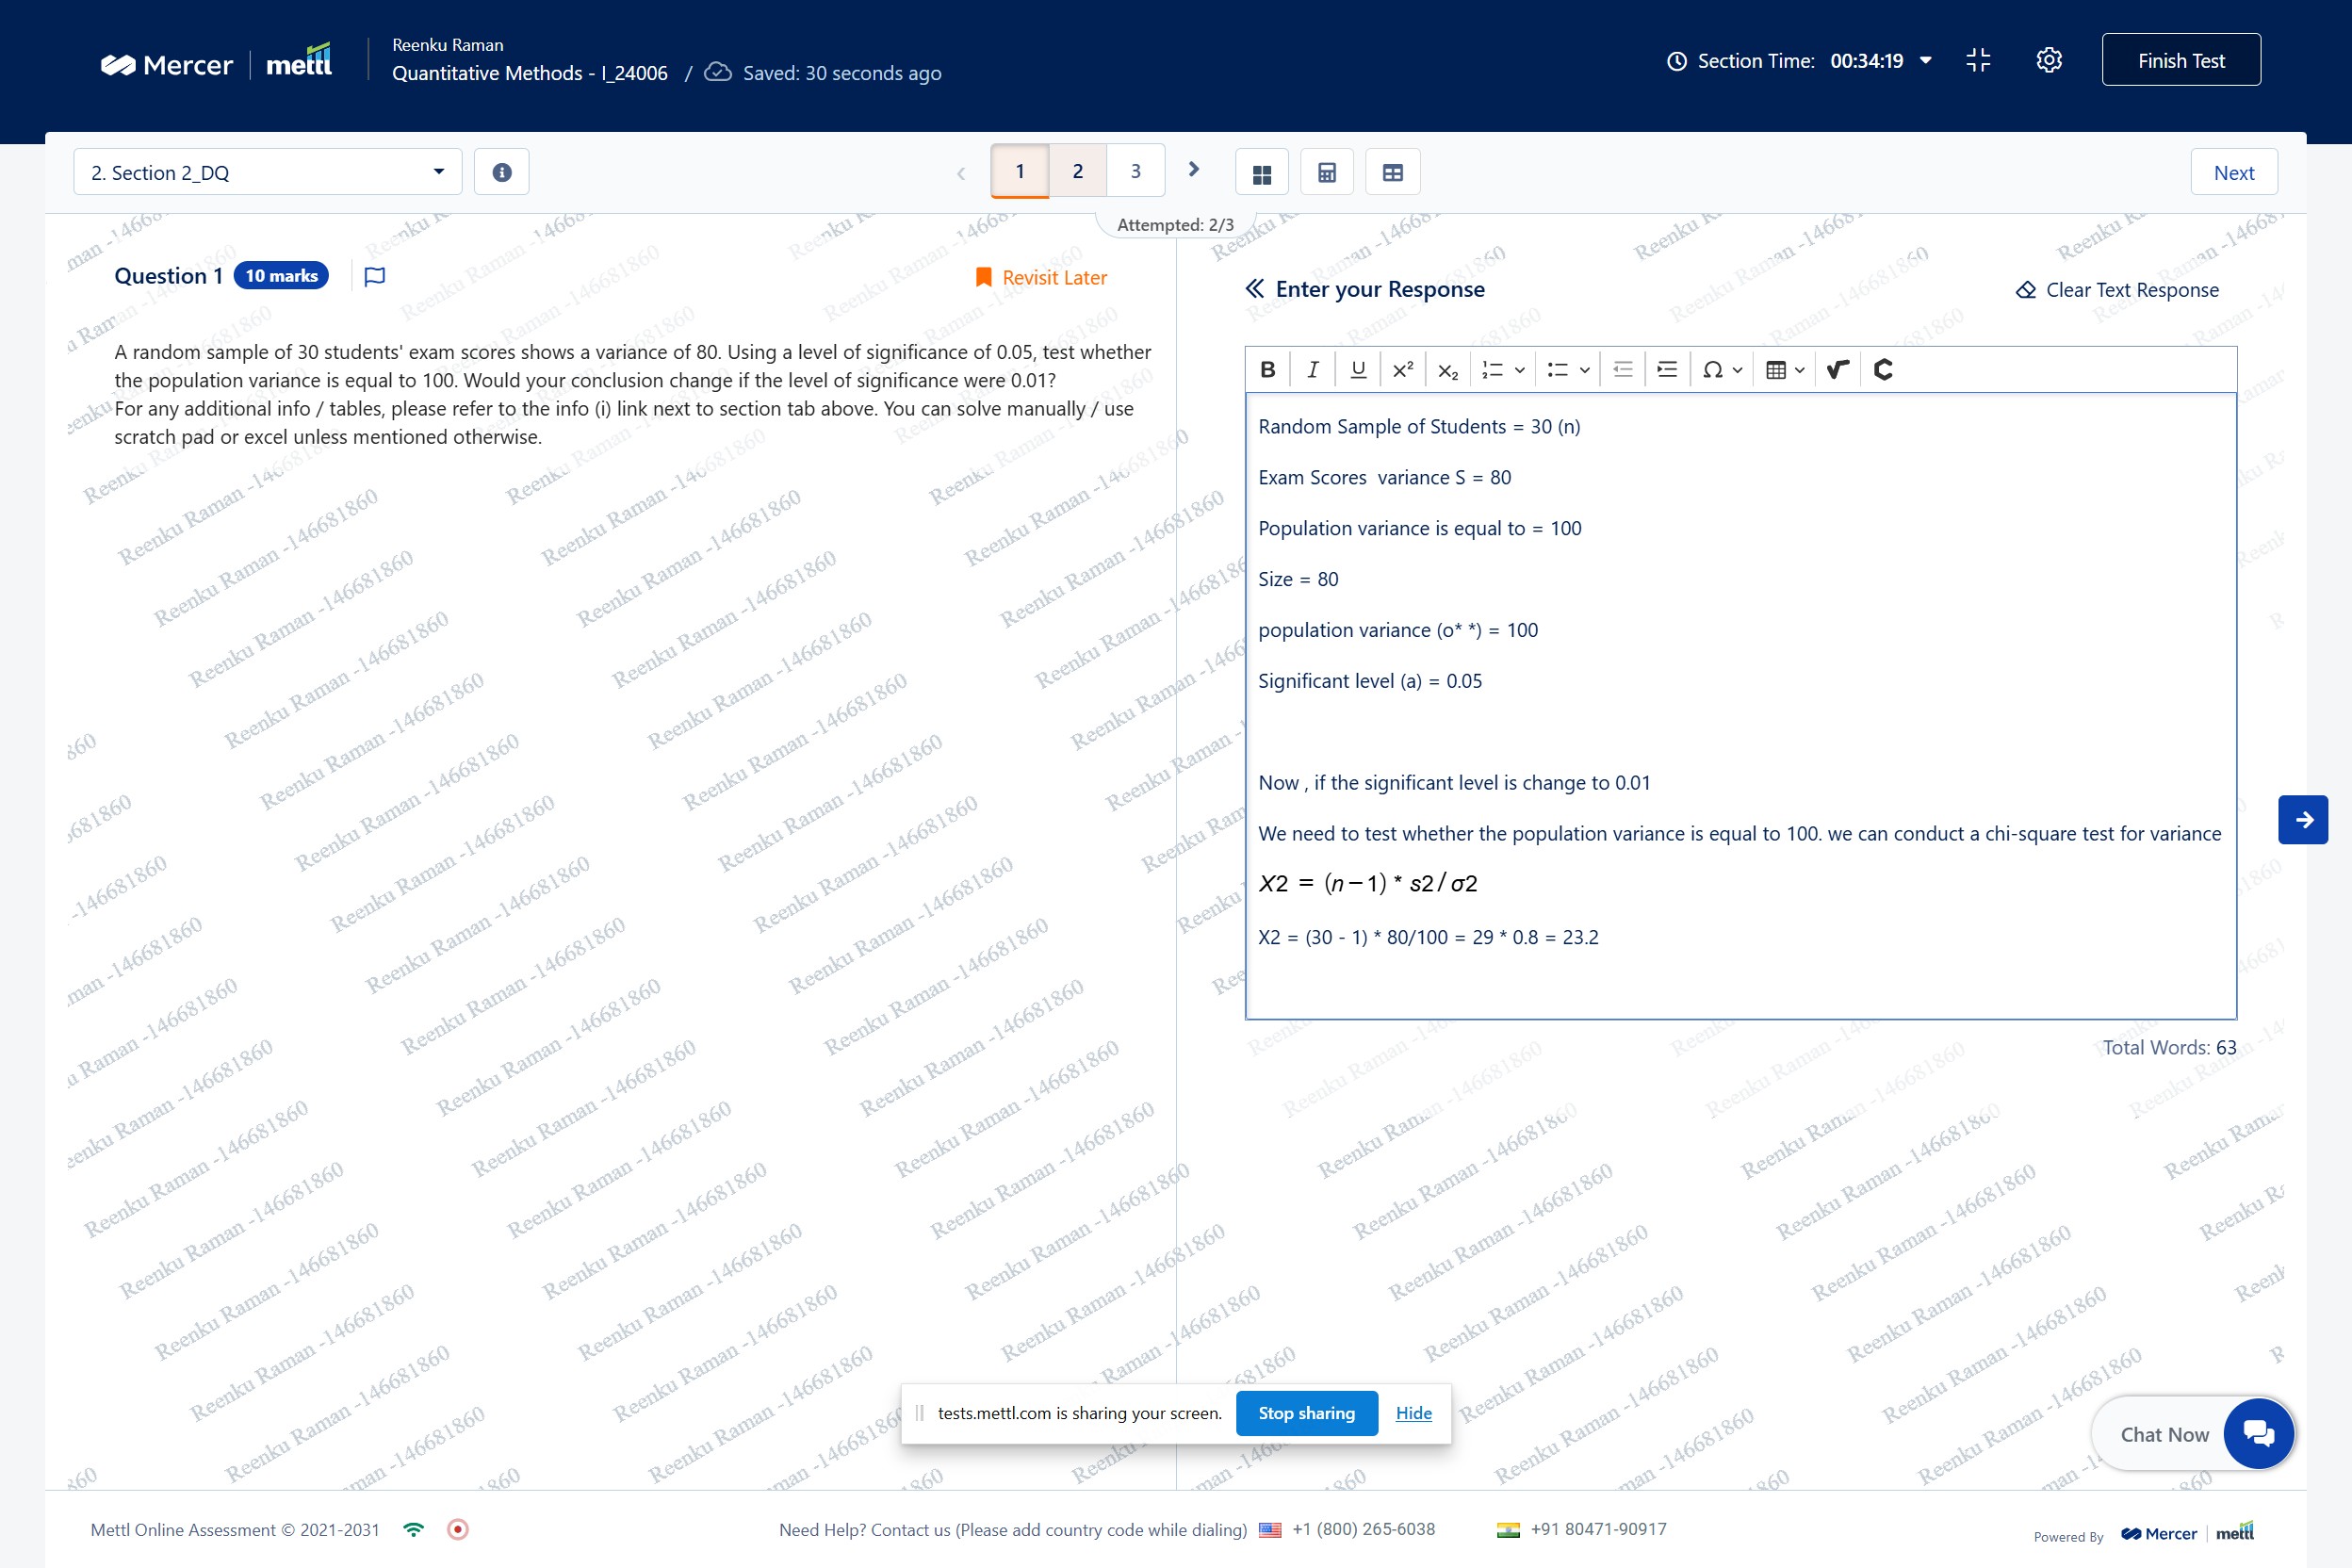 Mercer | mettl
Reenku Raman
Quantitative Methods - I_24006 / Saved: 30 seconds ago
Section Time: 00:34:19
Finish Test
2. Section 2_DQ
1 2 3
Next
Attempted: 2/3
Question 1 10 marks
Revisit Later
A random sample of 30 students' exam scores shows a variance of 80. Using a level of significance of 0.05, test whether
the population variance is equal to 100. Would your conclusion change if the level of significance were 0.01?
For any additional info / tables, please refer to the info (i) link next to section tab above. You can solve manually / use
scratch pad or excel unless mentioned otherwise.
Enter your Response
Clear Text Response
Random Sample of Students = 30 (n)
Exam Scores  variance S = 80
Population variance is equal to = 100
Size = 80
population variance (o* *) = 100
Significant level (a) = 0.05
Now , if the significant level is change to 0.01
We need to test whether the population variance is equal to 100. we can conduct a chi-square test for variance
X2 = (n−1) * s2/σ2
X2 = (30 - 1) * 80/100 = 29 * 0.8 = 23.2
Total Words: 63
Reenku Raman -146681860
tests.mettl.com is sharing your screen. Stop sharing Hide
Chat Now
Mettl Online Assessment © 2021-2031
Need Help? Contact us (Please add country code while dialing) +1 (800) 265-6038 +91 80471-90917
Powered By Mercer | mettl